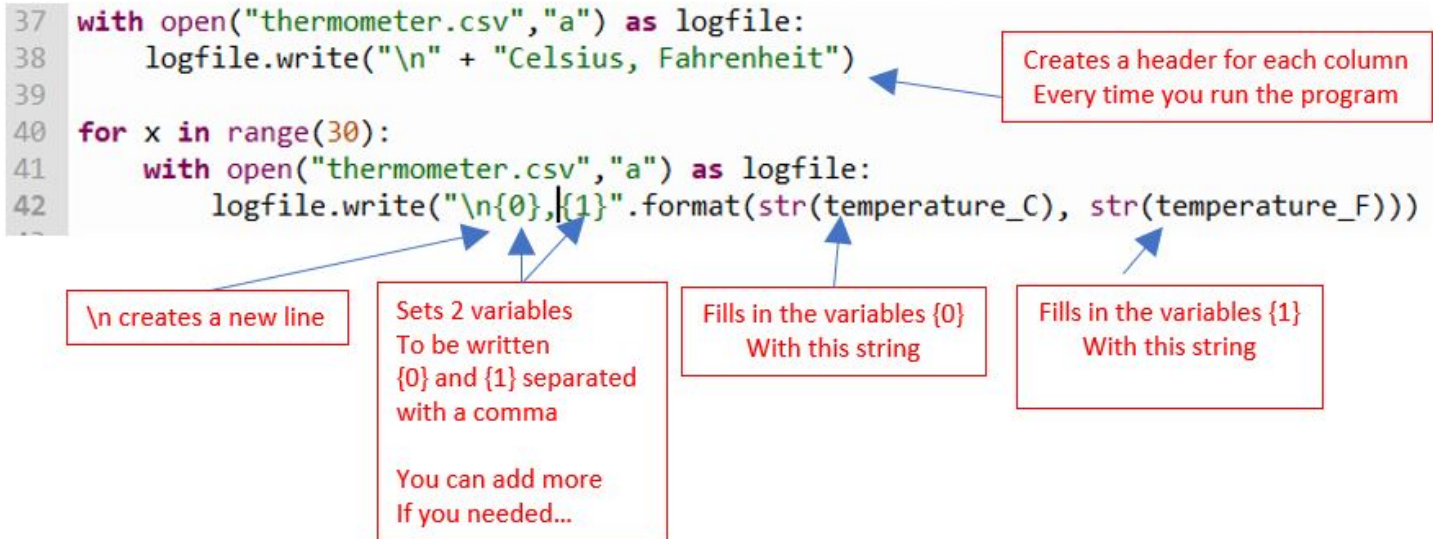 37 with open("thermometer.csv","a") as logfile:
38     logfile.write("\n" + "Celsius, Fahrenheit")
39
40 for x in range(30):
41     with open("thermometer.csv","a") as logfile:
42         logfile.write("\n{0},{1}".format(str(temperature_C), str(temperature_F)))
Creates a header for each column
Every time you run the program
\n creates a new line
Sets 2 variables
To be written
{0} and {1} separated
with a comma
You can add more
If you needed...
Fills in the variables {0}
With this string
Fills in the variables {1}
With this string